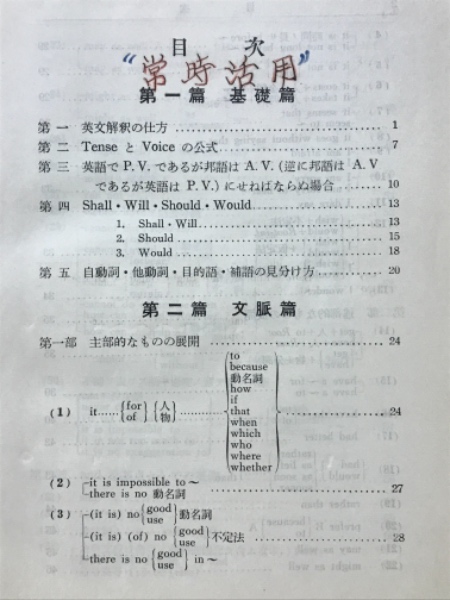 目次
“常時活用”
第一篇 基礎篇
第一 英文解釈の仕方 1
第二 Tense と Voice の公式 7
第三 英語で P.V. であるが邦語は A.V. (逆に邦語は A.V
であるが英語は P.V.) にせねばならぬ場合 10
第四 Shall・Will・Should・Would 13
1. Shall・Will 13
2. Should 15
3. Would 18
第五 自動詞・他動詞・目的語・補語の見分け方 20
第二篇 文脈篇
第一部 主部的なものの展開 24
to
because
動名詞
how
if
(1) it……{for of} {人 物} that 24
when
which
who
where
whether
(2) it is impossible to ~
there is no 動名詞 27
(3) (it is) no {good use} 動名詞
(it is) (of) no {good use} 不定法 28
there is no {good use} in ~